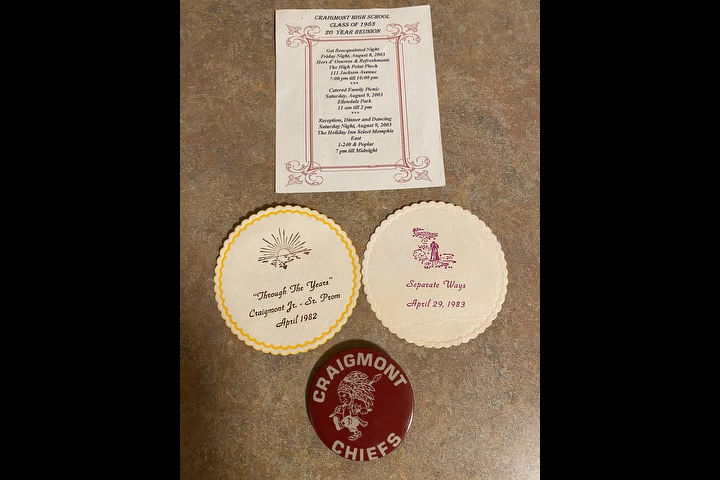 CRAIGMONT HIGH SCHOOL
CLASS OF 1983
20 YEAR REUNION
Get Reacquainted Night
Friday Night, August 8, 2003
Hors d' Oeuvres & Refreshments
The High Point Pinch
111 Jackson Avenue
7:00 pm till 10:00 pm
***
Catered Family Picnic
Saturday, August 9, 2003
Ellendale Park
11 am till 2 pm
***
Reception, Dinner and Dancing
Saturday Night, August 9, 2003
The Holiday Inn Select Memphis
East
I-240 & Poplar
7 pm till Midnight
"Through The Years"
Craigmont Jr. - Sr. Prom
April 1982
Separate Ways
April 29, 1983
CRAIGMONT
CHIEFS